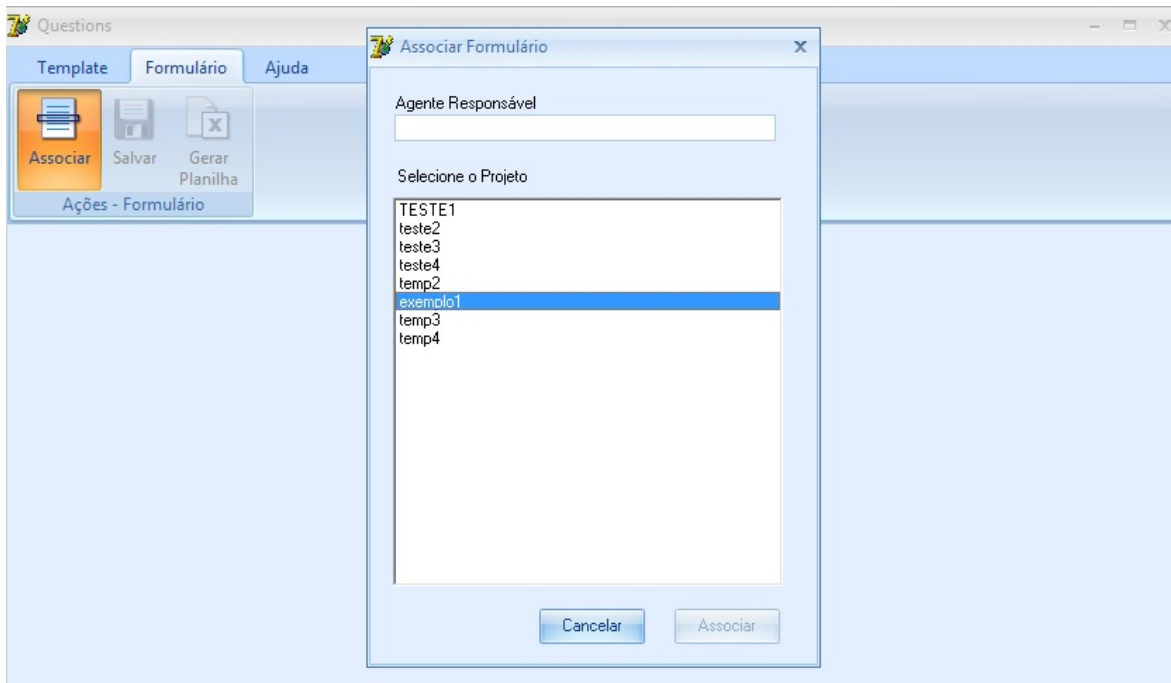 Questions
Template Formulário Ajuda
Associar Salvar Gerar Planilha
Ações - Formulário
Associar Formulário
Agente Responsável
Selecione o Projeto
TESTE1
teste2
teste3
teste4
temp2
exemplo1
temp3
temp4
Cancelar Associar